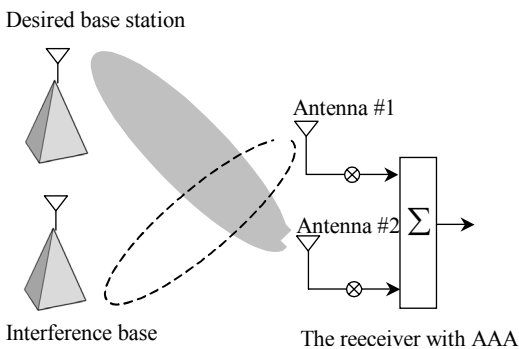 Desired base station
Antenna #1
Antenna #2
Σ
Interference base
The reeceiver with AAA